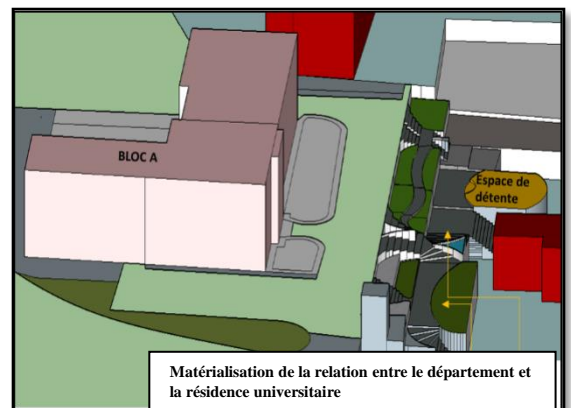 BLOC A
Espace de
détente
Matérialisation de la relation entre le département et
la résidence universitaire